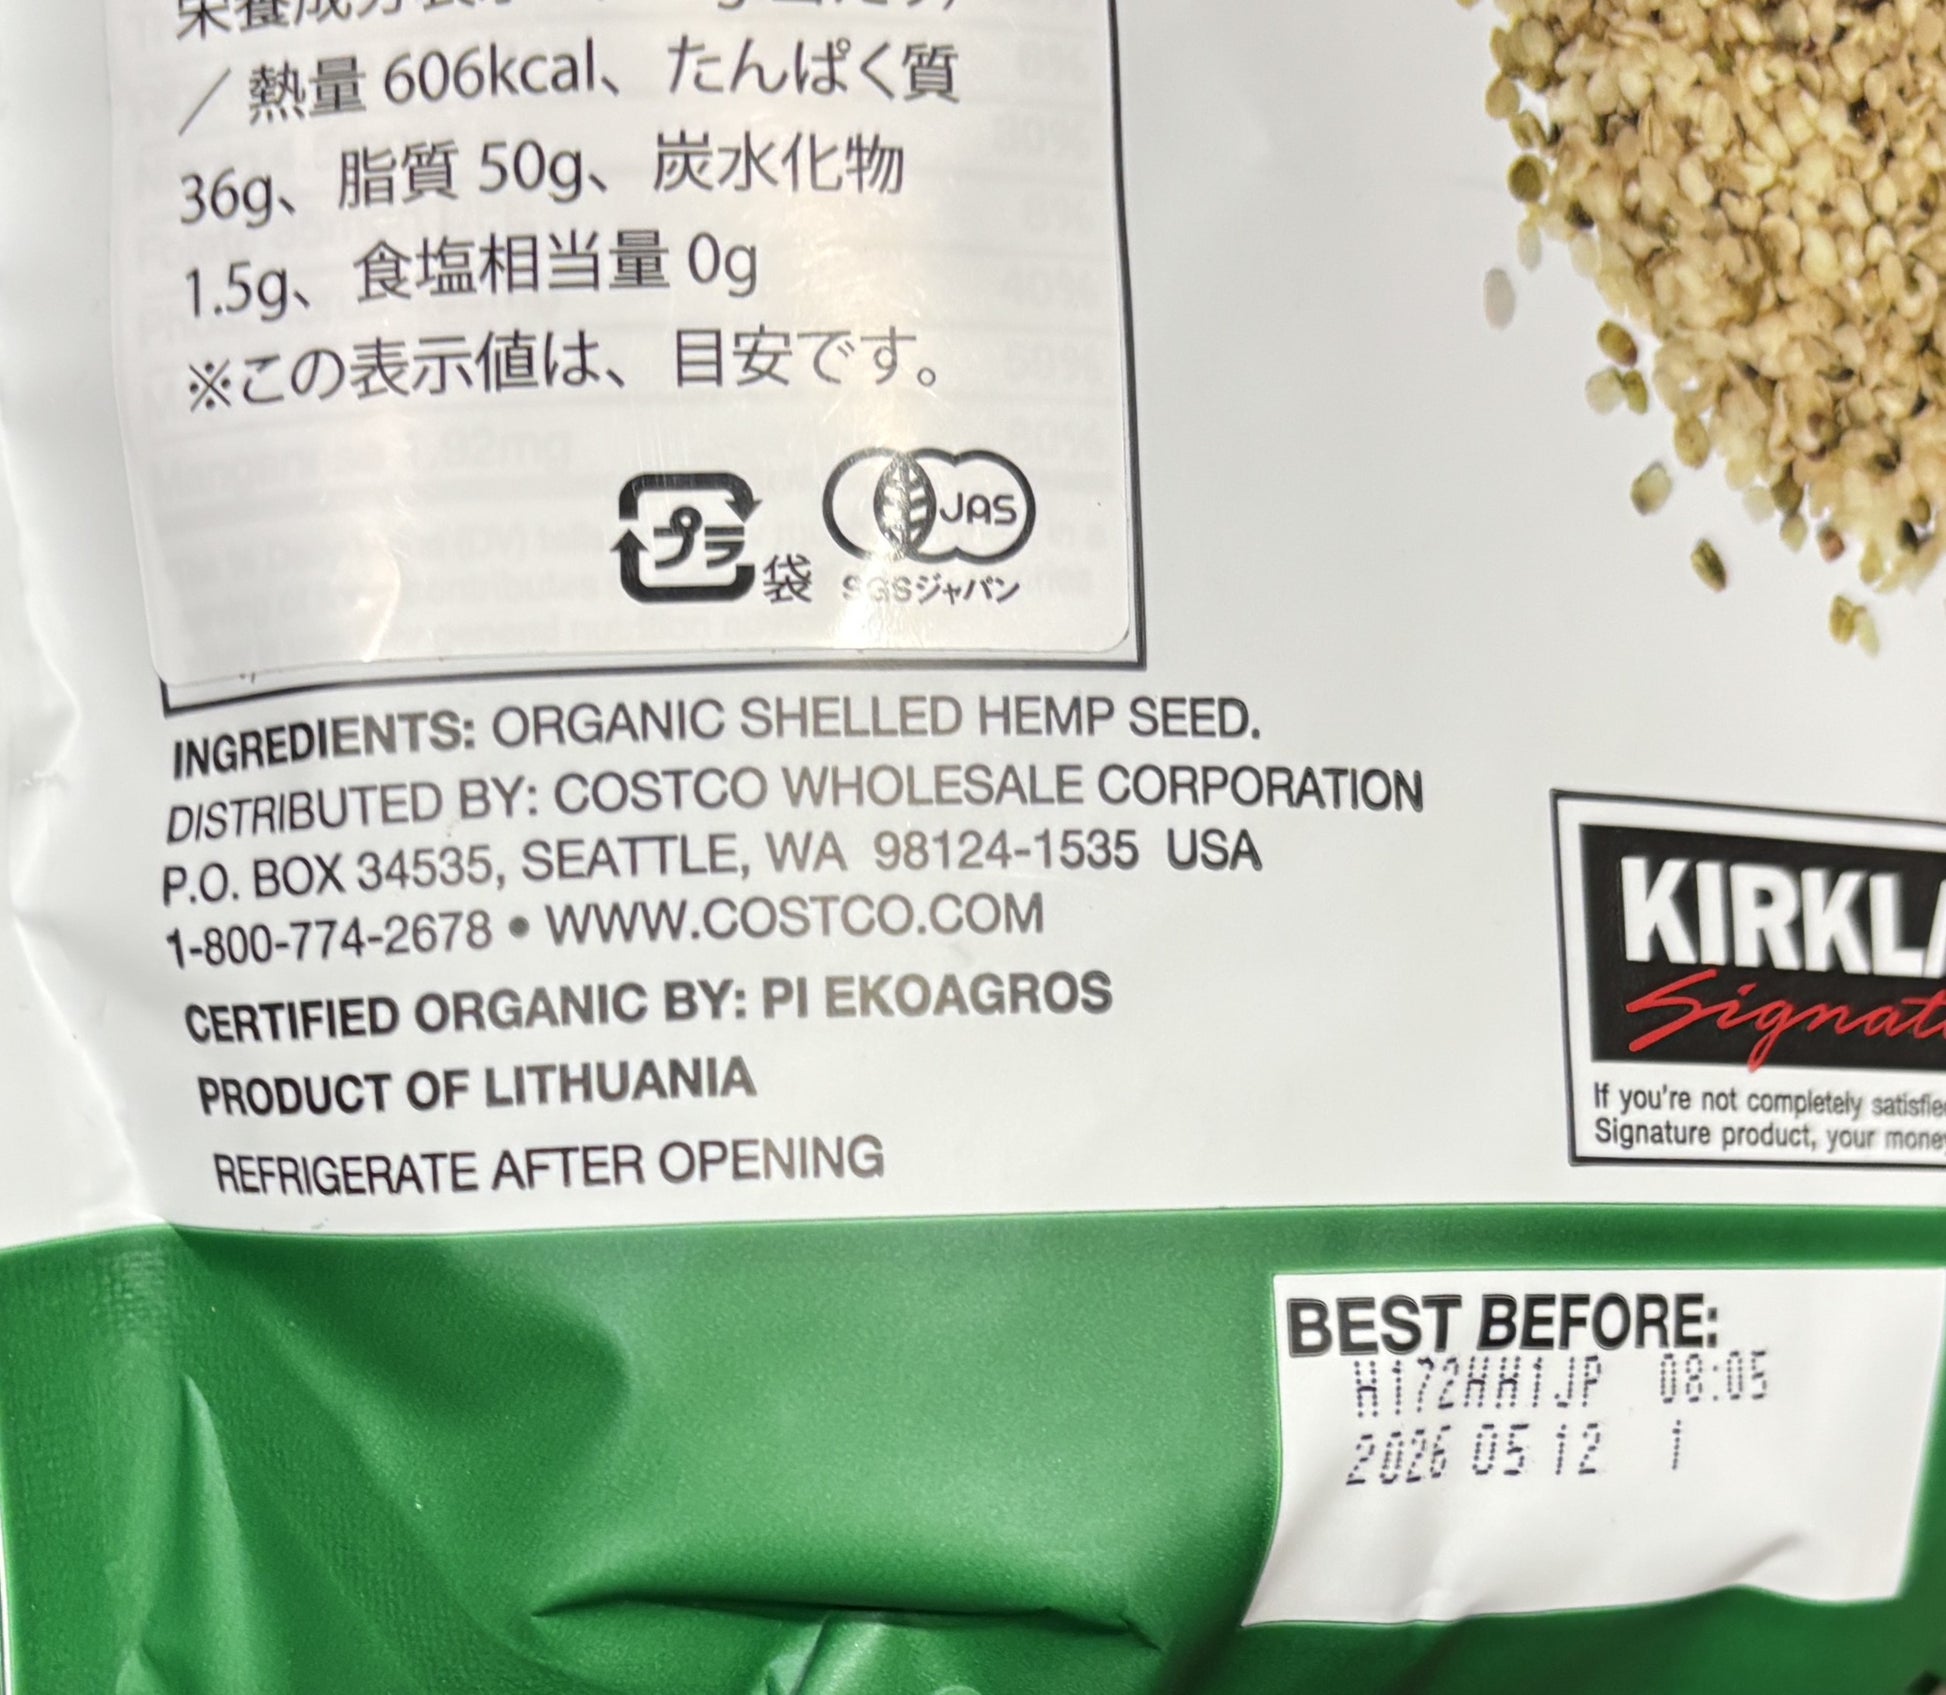 ／熱量 606kcal、たんぱく質
36g、脂質 50g、炭水化物
1.5g、食塩相当量 0g
※この表示値は、目安です。
プラ
袋
JAS
SGSジャパン
INGREDIENTS: ORGANIC SHELLED HEMP SEED.
DISTRIBUTED BY: COSTCO WHOLESALE CORPORATION
P.O. BOX 34535, SEATTLE, WA 98124-1535 USA
1-800-774-2678 • WWW.COSTCO.COM
CERTIFIED ORGANIC BY: PI EKOAGROS
PRODUCT OF LITHUANIA
REFRIGERATE AFTER OPENING
KIRKLA
Signat
If you're not completely satisfie
Signature product, your mone
BEST BEFORE:
H172HH1JP 08:05
2026 05 12 1